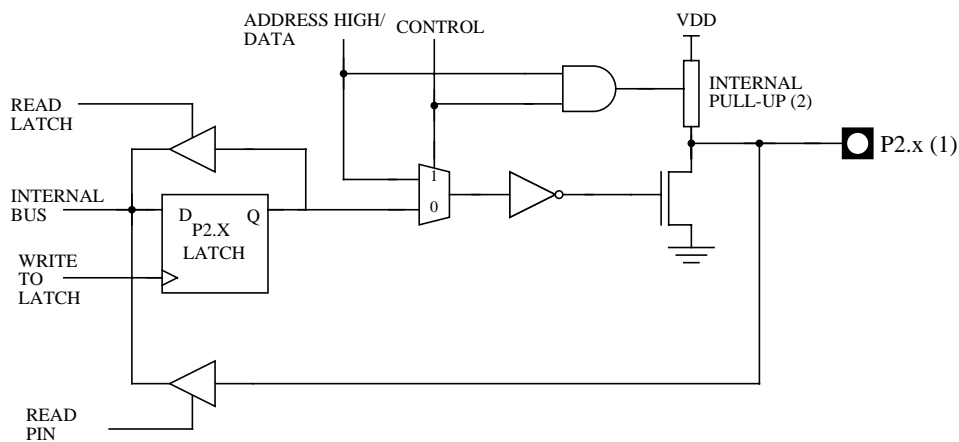 ADDRESS HIGH/
DATA
CONTROL
VDD
INTERNAL
PULL-UP (2)
READ
LATCH
P2.x (1)
INTERNAL
BUS
1
0
D
Q
P2.X
LATCH
WRITE
TO
LATCH
READ
PIN